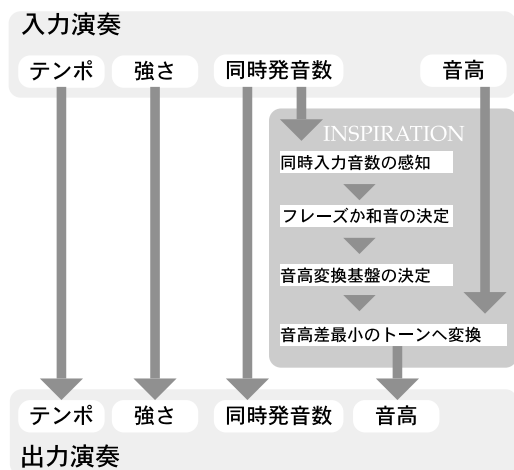 入力演奏
テンポ 強さ 同時発音数 音高
INSPIRATION
同時入力音数の感知
フレーズか和音の決定
音高変換基盤の決定
音高差最小のトーンへ変換
テンポ 強さ 同時発音数 音高
出力演奏